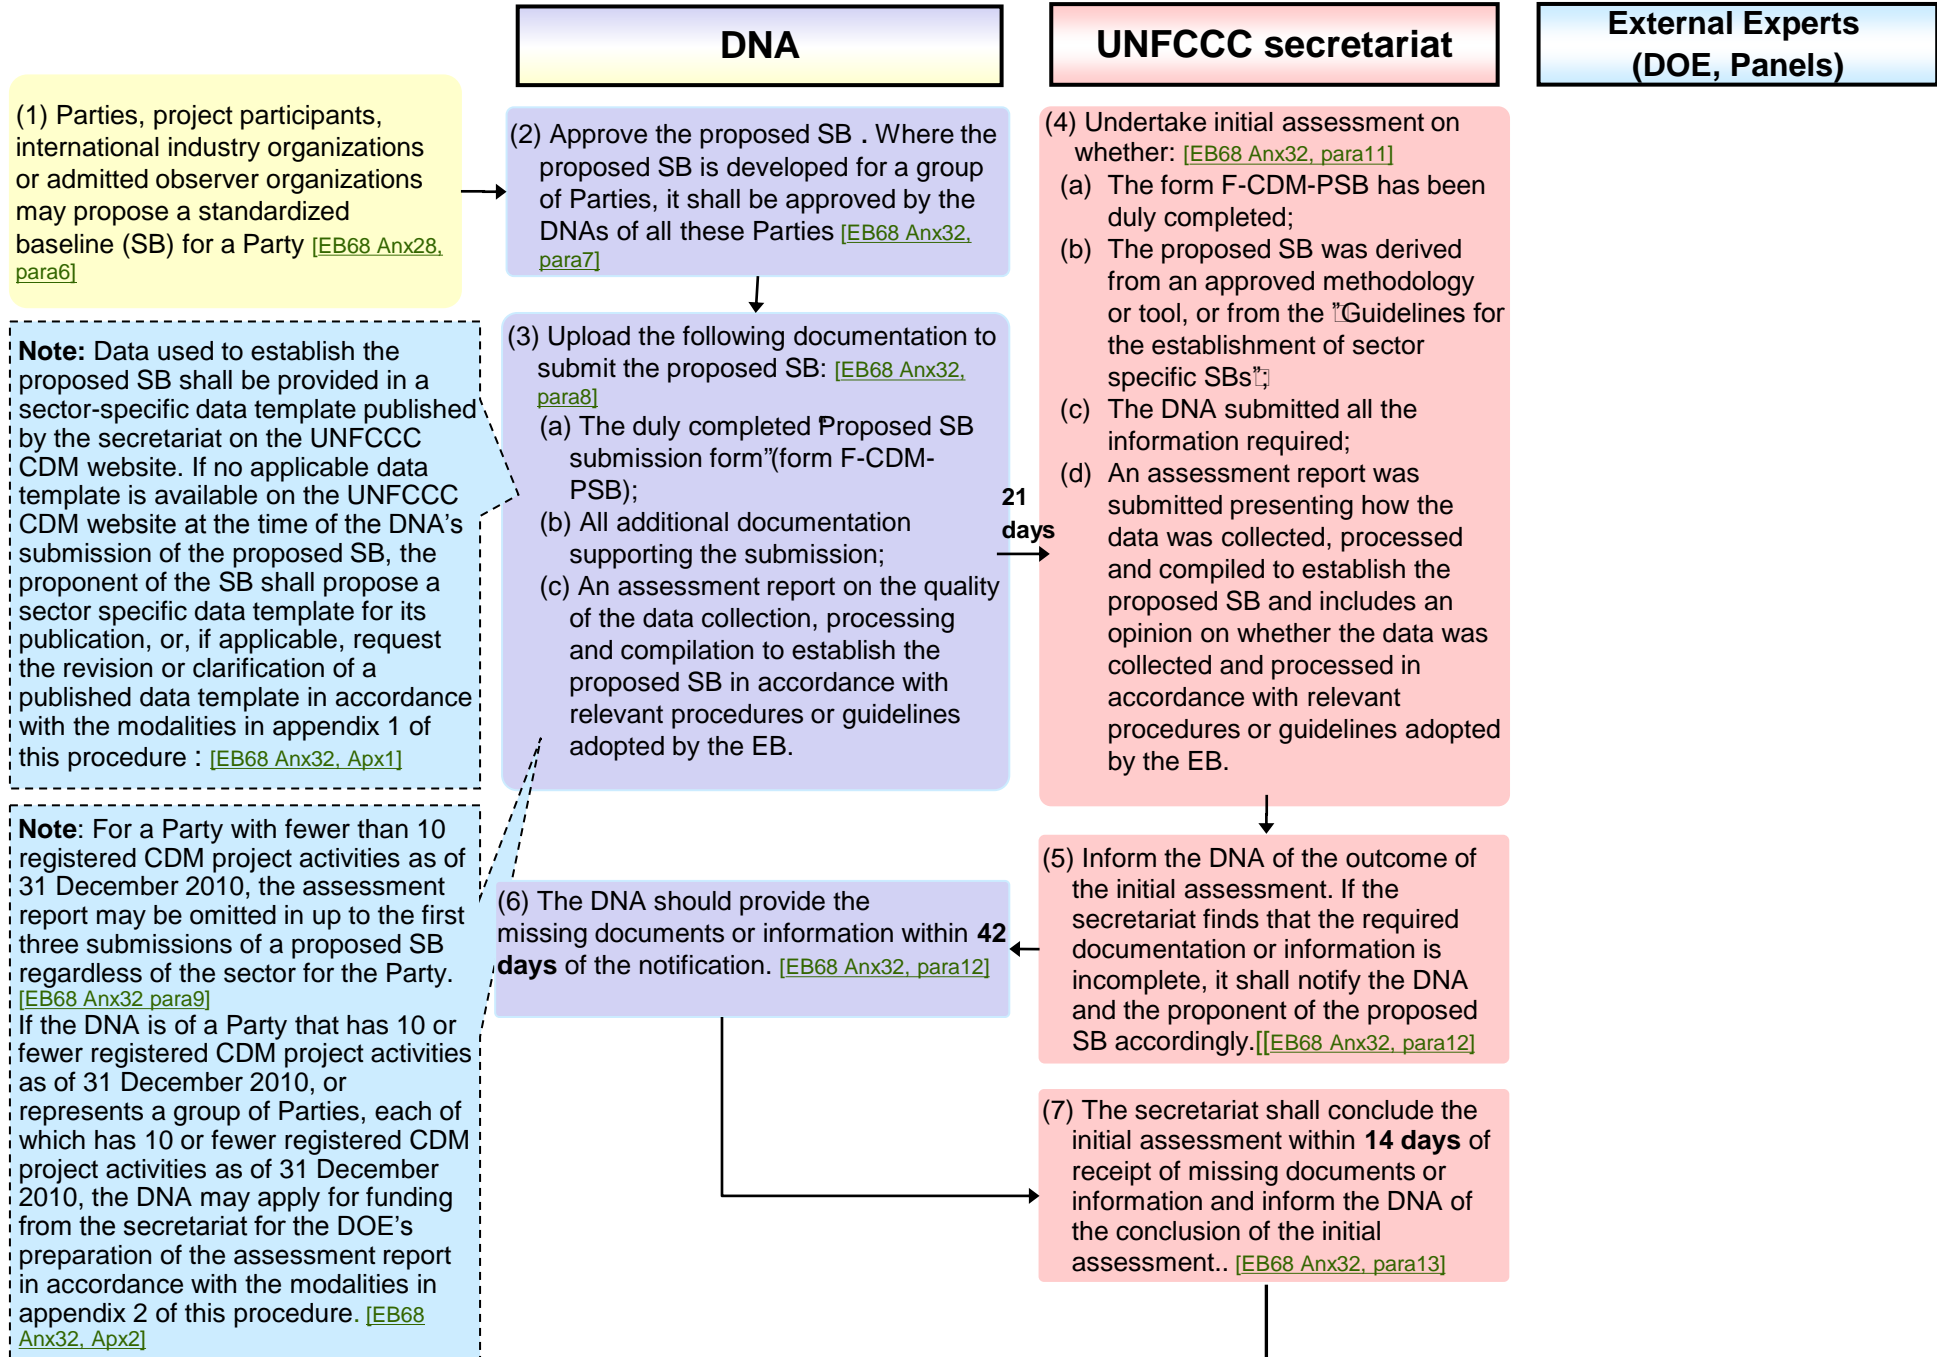 DNA
UNFCCC secretariat
External Experts
(DOE, Panels)
(1) Parties, project participants,
international industry organizations
or admitted observer organizations
may propose a standardized
baseline (SB) for a Party [EB68 Anx28,
para6]
(2) Approve the proposed SB . Where the
proposed SB is developed for a group
of Parties, it shall be approved by the
DNAs of all these Parties [EB68 Anx32,
para7]
Note: Data used to establish the
proposed SB shall be provided in a
sector-specific data template published
by the secretariat on the UNFCCC
CDM website. If no applicable data
template is available on the UNFCCC
CDM website at the time of the DNA's
submission of the proposed SB, the
proponent of the SB shall propose a
sector specific data template for its
publication, or, if applicable, request
the revision or clarification of a
published data template in accordance
with the modalities in appendix 1 of
this procedure : [EB68 Anx32, Apx1]
(3) Upload the following documentation to
submit the proposed SB: [EB68 Anx32,
para8]
(a) The duly completed "Proposed SB
submission form"(form F-CDM-
PSB);
(b) All additional documentation
supporting the submission;
(c) An assessment report on the quality
of the data collection, processing
and compilation to establish the
proposed SB in accordance with
relevant procedures or guidelines
adopted by the EB.
21
days
(4) Undertake initial assessment on
whether: [EB68 Anx32, para11]
(a) The form F-CDM-PSB has been
duly completed;
(b) The proposed SB was derived
from an approved methodology
or tool, or from the "Guidelines for
the establishment of sector
specific SBs";
(c) The DNA submitted all the
information required;
(d) An assessment report was
submitted presenting how the
data was collected, processed
and compiled to establish the
proposed SB and includes an
opinion on whether the data was
collected and processed in
accordance with relevant
procedures or guidelines adopted
by the EB.
Note: For a Party with fewer than 10
registered CDM project activities as of
31 December 2010, the assessment
report may be omitted in up to the first
three submissions of a proposed SB
regardless of the sector for the Party.
[EB68 Anx32 para9]
If the DNA is of a Party that has 10 or
fewer registered CDM project activities
as of 31 December 2010, or
represents a group of Parties, each of
which has 10 or fewer registered CDM
project activities as of 31 December
2010, the DNA may apply for funding
from the secretariat for the DOE's
preparation of the assessment report
in accordance with the modalities in
appendix 2 of this procedure. [EB68
Anx32, Apx2]
(5) Inform the DNA of the outcome of
the initial assessment. If the
secretariat finds that the required
documentation or information is
incomplete, it shall notify the DNA
and the proponent of the proposed
SB accordingly.[[EB68 Anx32, para12]
(6) The DNA should provide the
missing documents or information within 42
days of the notification. [EB68 Anx32, para12]
(7) The secretariat shall conclude the
initial assessment within 14 days of
receipt of missing documents or
information and inform the DNA of
the conclusion of the initial
assessment.. [EB68 Anx32, para13]